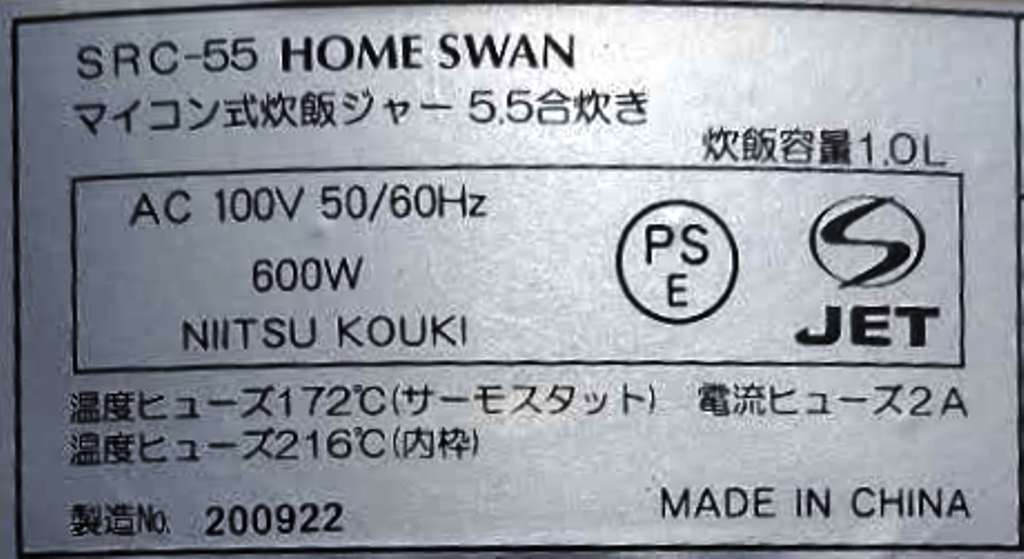 SRC-55 HOME SWAN
マイコン式炊飯ジャー 5.5合炊き
炊飯容量1.0L
AC 100V 50/60Hz
600W
NIITSU KOUKI
PS
E
JET
温度ヒューズ172℃(サーモスタット) 電流ヒューズ2A
温度ヒューズ216℃(内枠)
製造No. 200922
MADE IN CHINA